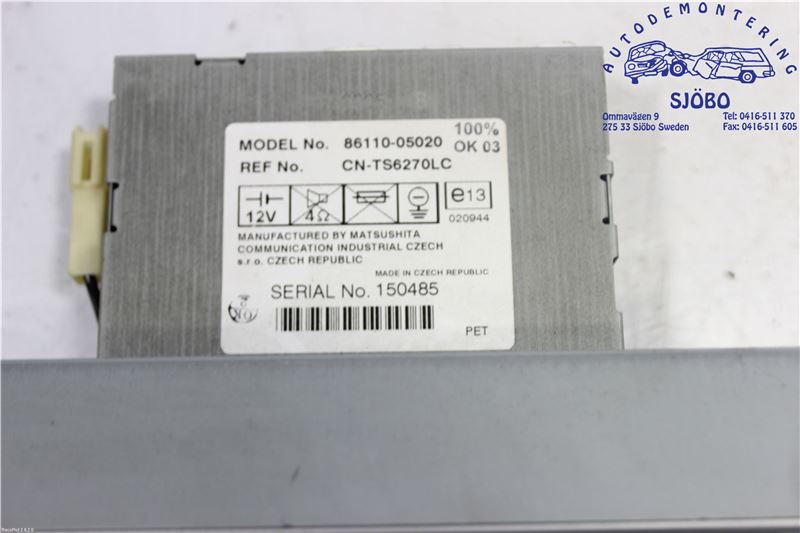 AUTODEMONTERING
SJÖBO
Ommavägen 9
275 33 Sjöbo Sweden
Tel: 0416-511 370
Fax: 0416-511 605
MODEL No. 86110-05020
100%
OK 03
REF No. CN-TS6270LC
12V
4Ω
e13
020944
MANUFACTURED BY MATSUSHITA
COMMUNICATION INDUSTRIAL CZECH
s.r.o. CZECH REPUBLIC
MADE IN CZECH REPUBLIC
SERIAL No. 150485
PET